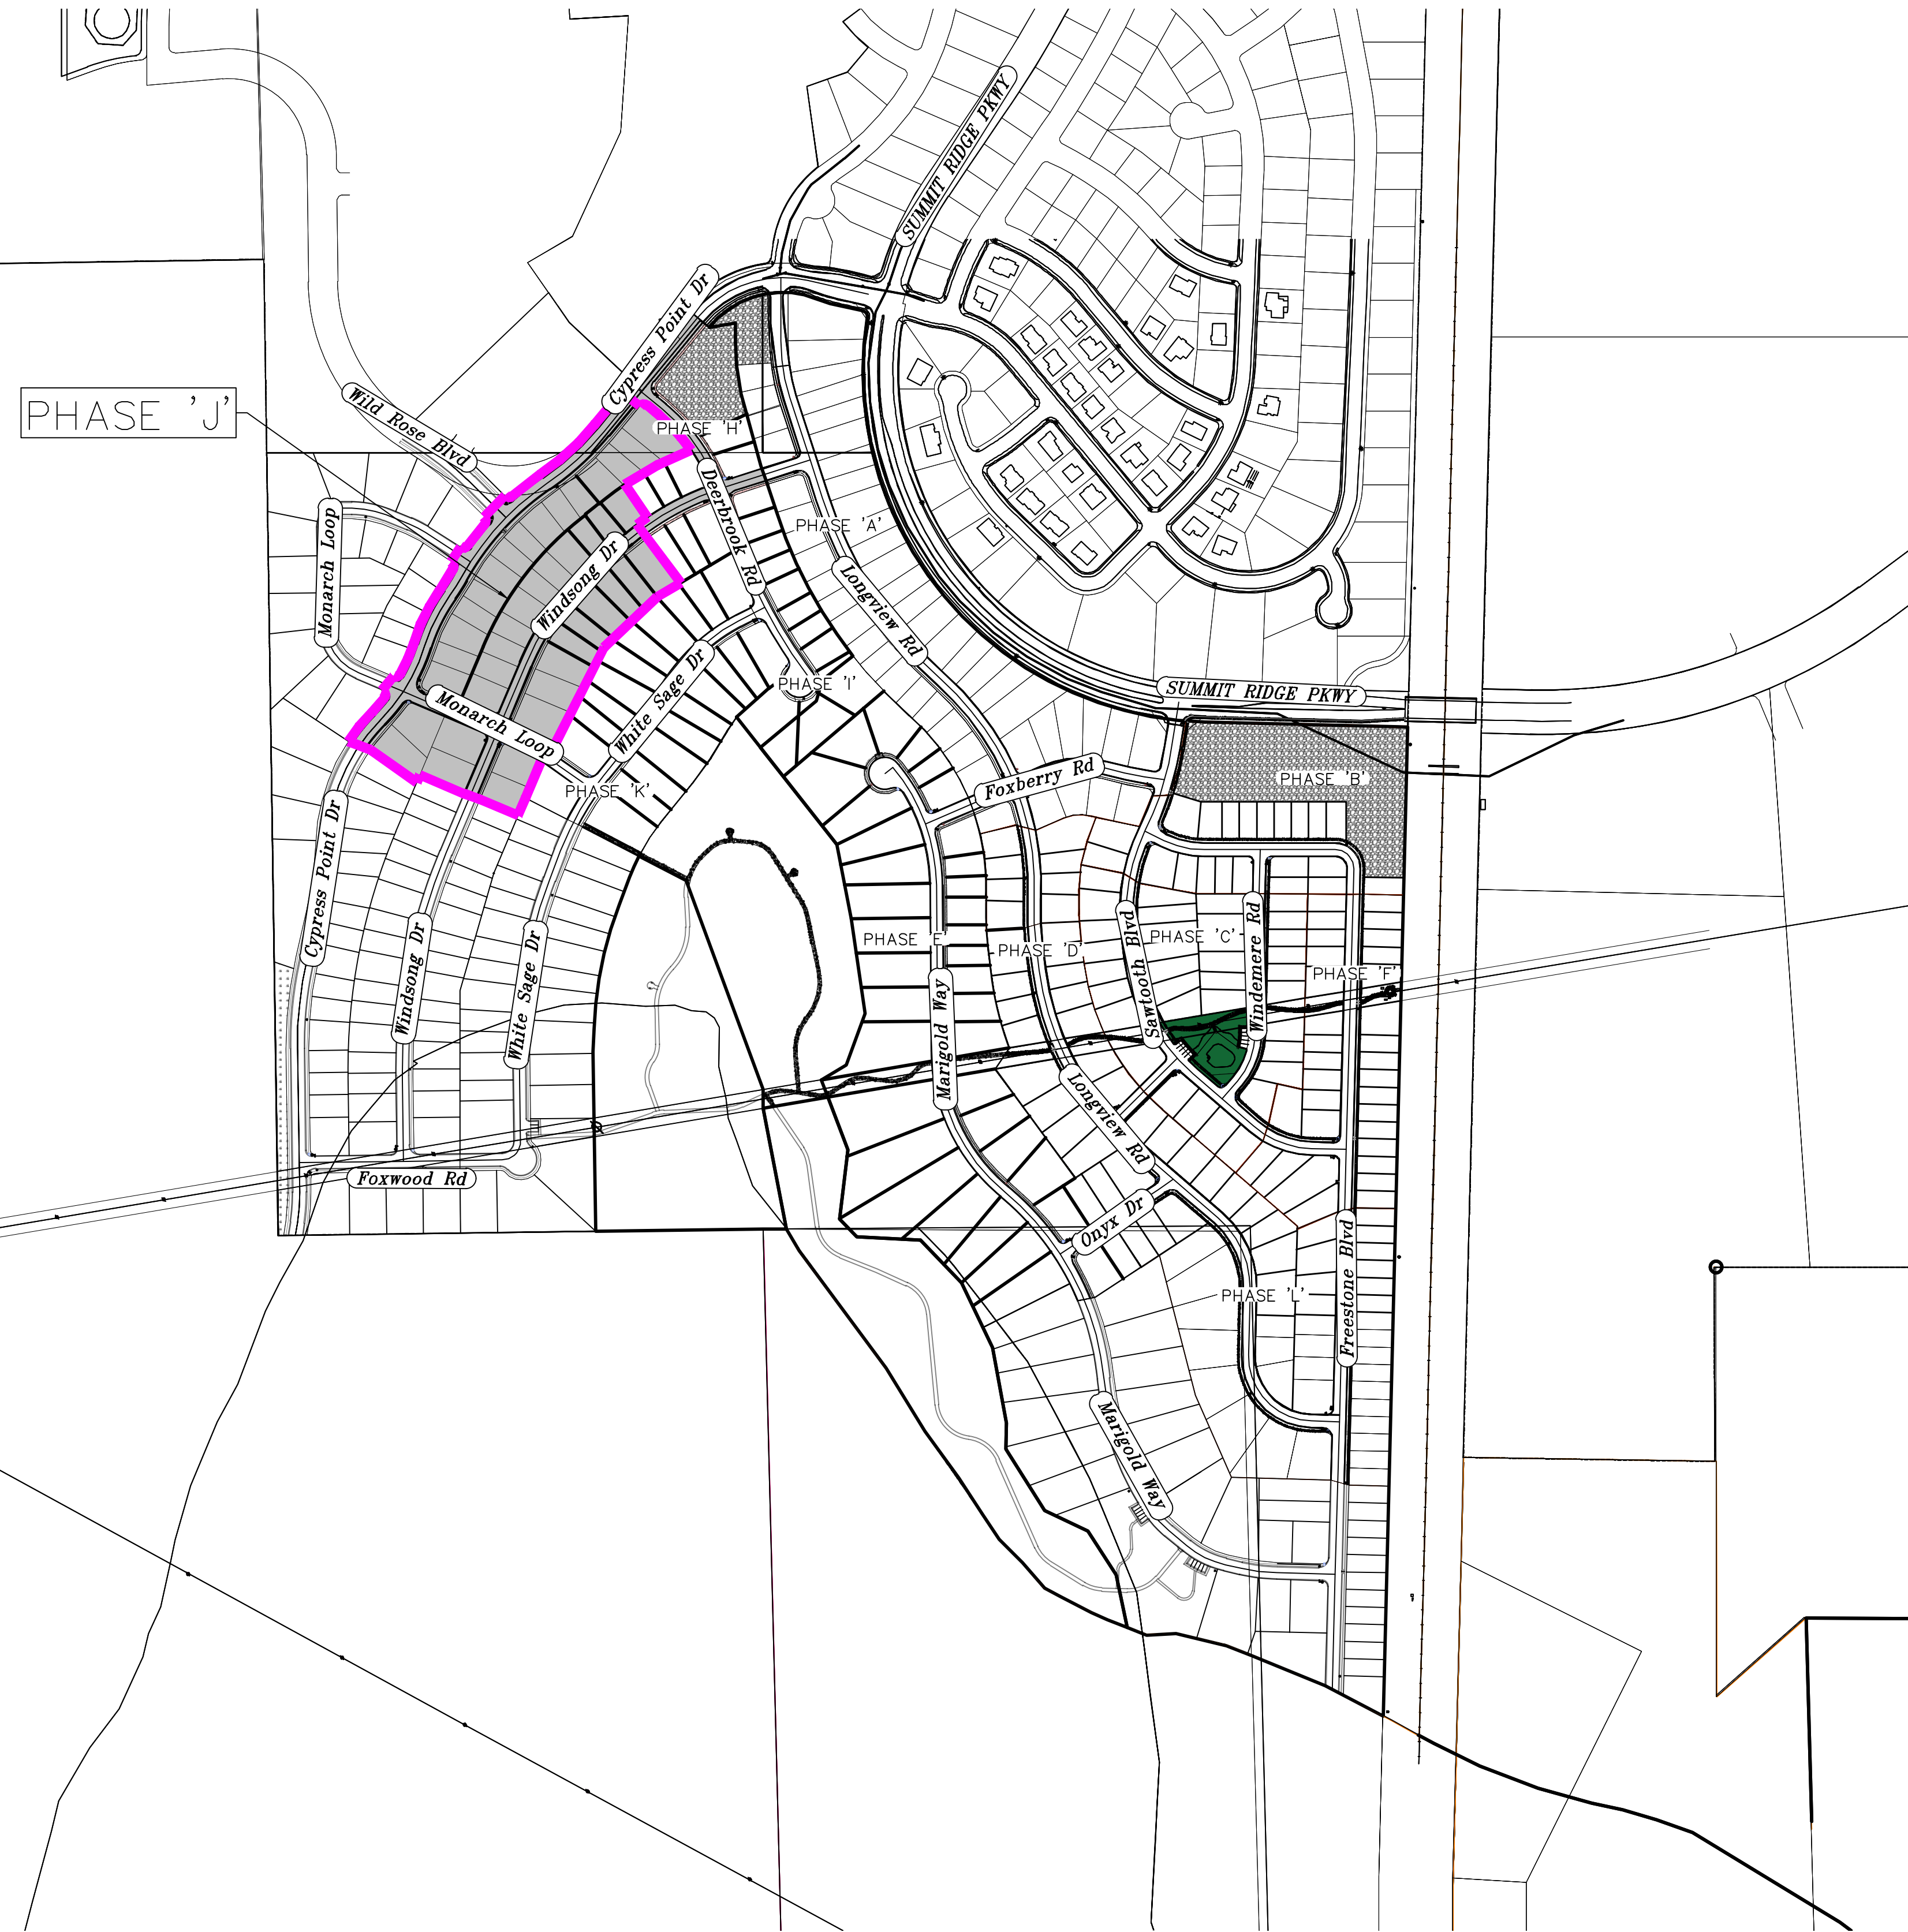 SUMMIT RIDGE PKWY
Cypress Point Dr
PHASE 'J'
Wild Rose Blvd
PHASE 'H'
Deerbrook Rd
PHASE 'A'
Monarch Loop
Windsong Dr
Longview Rd
White Sage Dr
PHASE 'I'
SUMMIT RIDGE PKWY
Monarch Loop
Foxberry Rd
PHASE 'B'
PHASE 'K'
Cypress Point Dr
Windsong Dr
White Sage Dr
PHASE 'E'
PHASE 'D'
Sawtooth Blvd
PHASE 'C'
Windemere Rd
PHASE 'F'
Marigold Way
Longview Rd
Foxwood Rd
Onyx Dr
Freestone Blvd
PHASE 'L'
Marigold Way